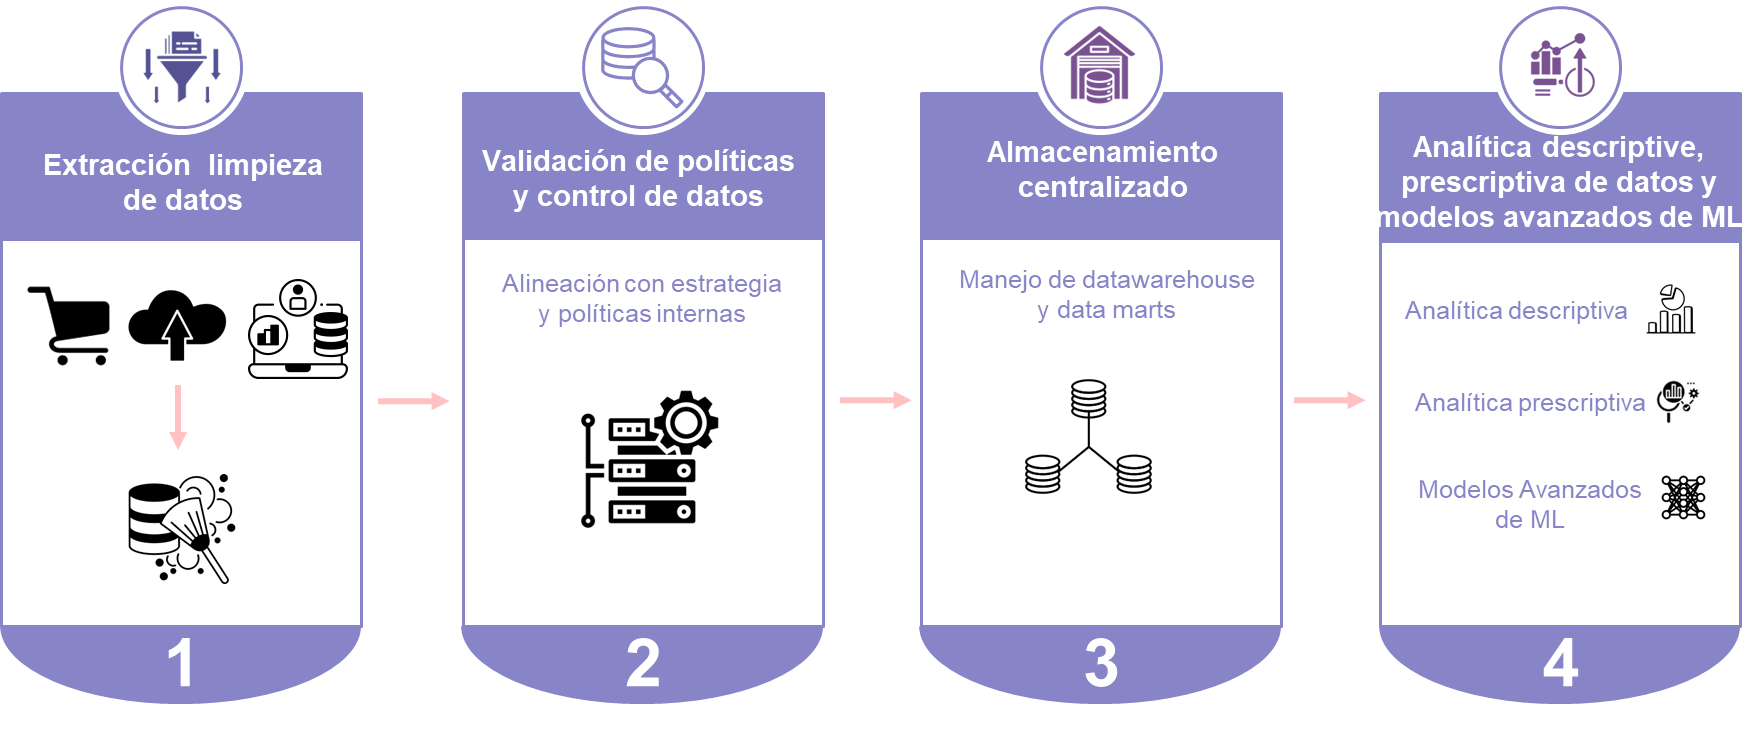 Extracción  limpieza
de datos
1
Validación de políticas
y control de datos
Alineación con estrategia
y políticas internas
2
Almacenamiento
centralizado
Manejo de datawarehouse
y data marts
3
Analítica descriptive,
prescriptiva de datos y
modelos avanzados de ML
Analítica descriptiva
Analítica prescriptiva
Modelos Avanzados
de ML
4